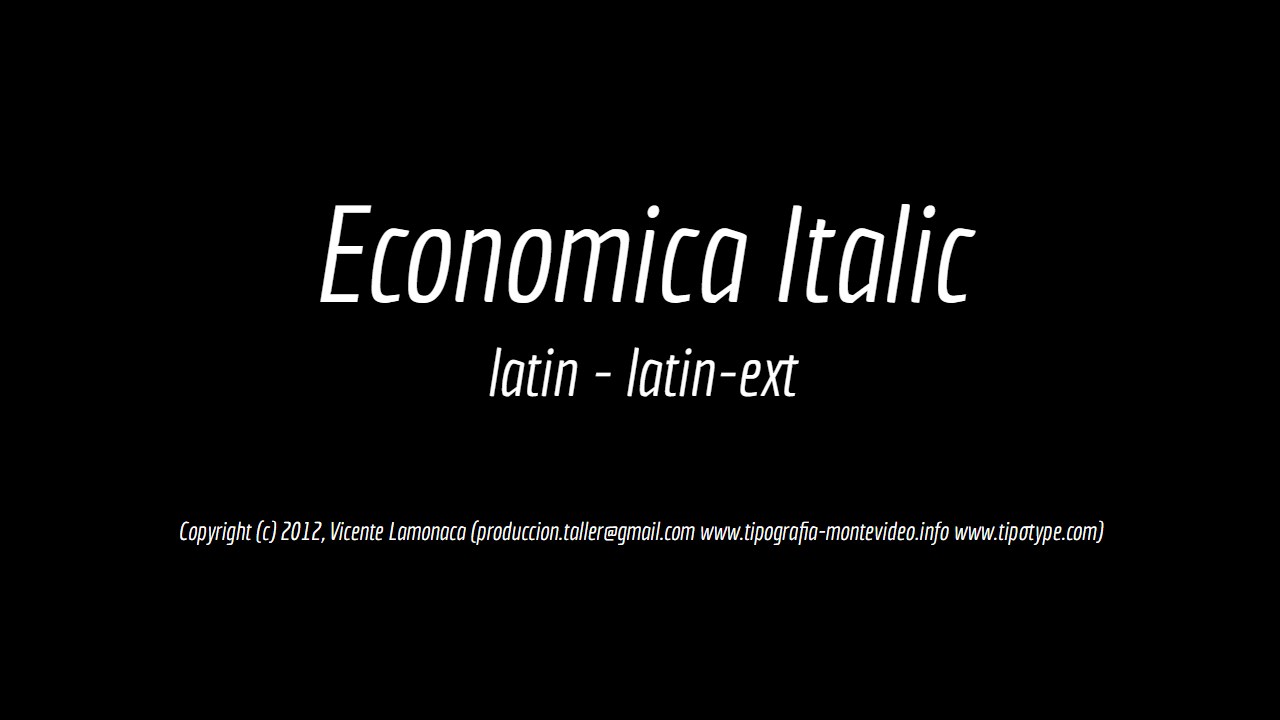 Economica Italic
latin - latin-ext
Copyright (c) 2012, Vicente Lamonaca (produccion.taller@gmail.com www.tipografia-montevideo.info www.tipotype.com)